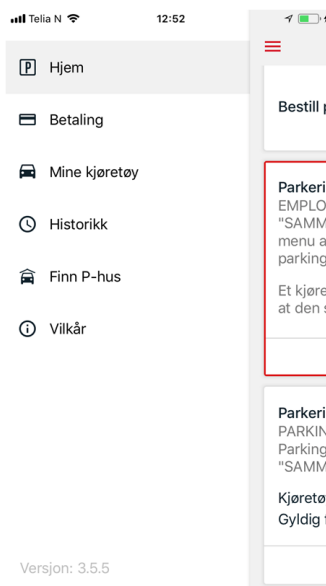 Telia N 12:52
Hjem
Betaling
Mine kjøretøy
Historikk
Finn P-hus
Vilkår
Versjon: 3.5.5
Bestill
Parkeri
EMPLO
"SAMM
menu a
parking
Et kjøre
at den s
Parkeri
PARKIN
Parking
"SAMM
Kjøretø
Gyldig